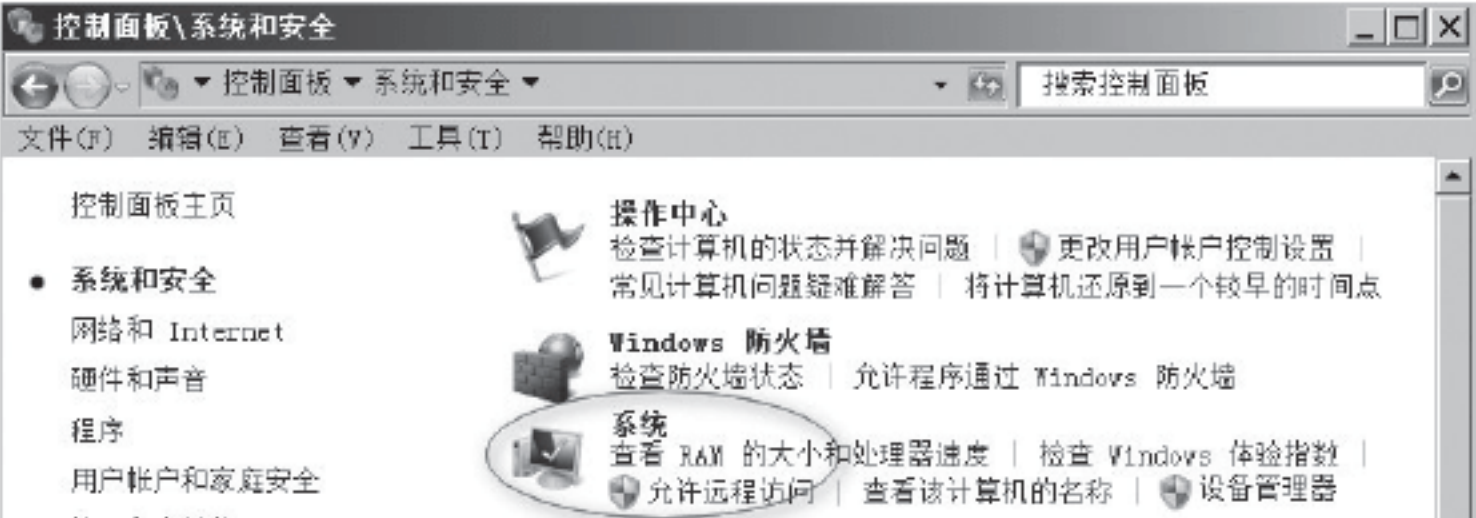 控制面板\系统和安全
控制面板 系统和安全 搜索控制面板
文件(F) 编辑(E) 查看(V) 工具(T) 帮助(H)
控制面板主页
系统和安全
网络和 Internet
硬件和声音
程序
用户帐户和家庭安全
操作中心
检查计算机的状态并解决问题 更改用户帐户控制设置
常见计算机问题疑难解答 将计算机还原到一个较早的时间点
Windows 防火墙
检查防火墙状态 允许程序通过 Windows 防火墙
系统
查看 RAM 的大小和处理器速度 检查 Windows 体验指数
允许远程访问 查看该计算机的名称 设备管理器